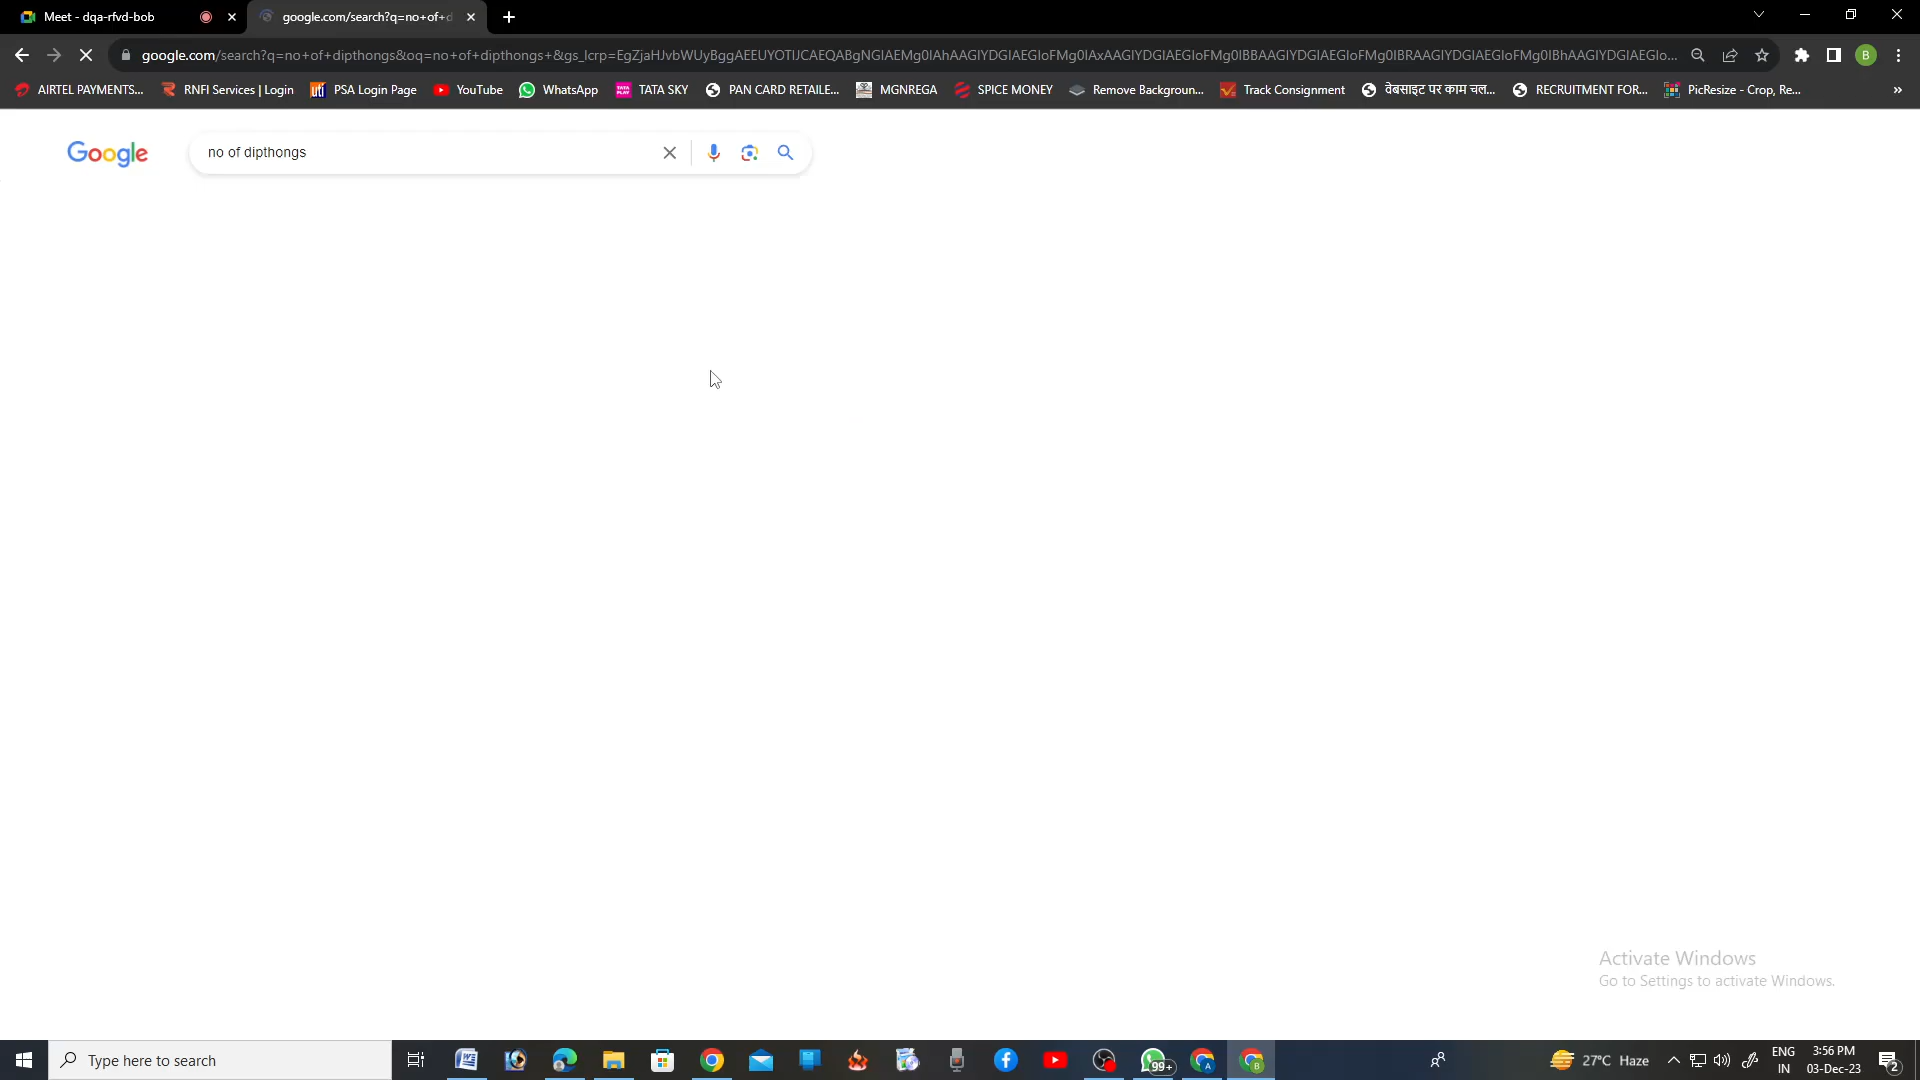 Meet - dqa-rfvd-bob
google.com/search?q=no+of+d
google.com/search?q=no+of+dipthongs&oq=no+of+dipthongs+&gs_lcrp=
AIRTEL PAYMENTS...
RNFI Services | Login
uti PSA Login Page
YouTube
WhatsApp
TATA PLAY TATA SKY
PAN CARD RETAILE...
MGNREGA
SPICE MONEY
Remove Backgroun...
Track Consignment
वेबसाइट पर काम चल...
RECRUITMENT FOR...
PicResize - Crop, Re...
»
B
Google
no of dipthongs
Activate Windows
Go to Settings to activate Windows.
Type here to search
99+
A
B
27°C Haze
ENG
IN
3:56 PM
03-Dec-23
2